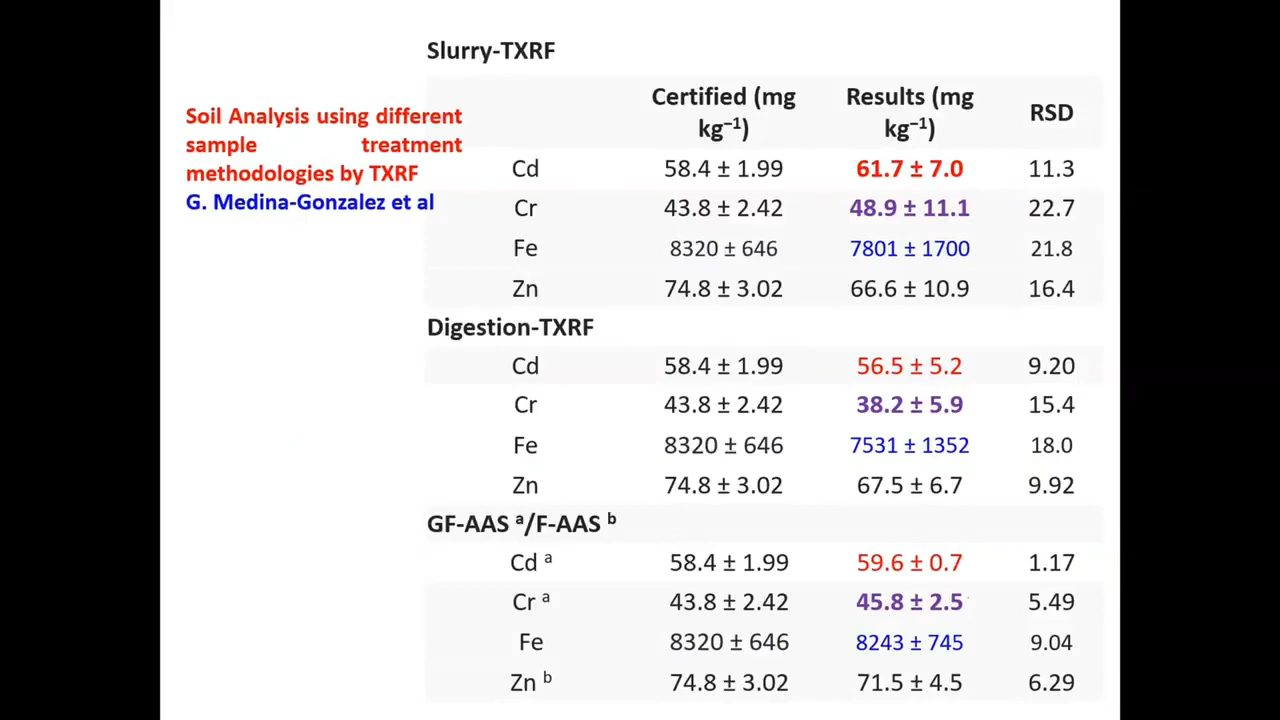 Slurry-TXRF
Soil Analysis using different
sample treatment
methodologies by TXRF
G. Medina-Gonzalez et al
Certified (mg kg⁻¹) Results (mg kg⁻¹) RSD
Cd 58.4 ± 1.99 61.7 ± 7.0 11.3
Cr 43.8 ± 2.42 48.9 ± 11.1 22.7
Fe 8320 ± 646 7801 ± 1700 21.8
Zn 74.8 ± 3.02 66.6 ± 10.9 16.4
Digestion-TXRF
Cd 58.4 ± 1.99 56.5 ± 5.2 9.20
Cr 43.8 ± 2.42 38.2 ± 5.9 15.4
Fe 8320 ± 646 7531 ± 1352 18.0
Zn 74.8 ± 3.02 67.5 ± 6.7 9.92
GF-AAS ᵃ/F-AAS ᵇ
Cd ᵃ 58.4 ± 1.99 59.6 ± 0.7 1.17
Cr ᵃ 43.8 ± 2.42 45.8 ± 2.5 5.49
Fe 8320 ± 646 8243 ± 745 9.04
Zn ᵇ 74.8 ± 3.02 71.5 ± 4.5 6.29